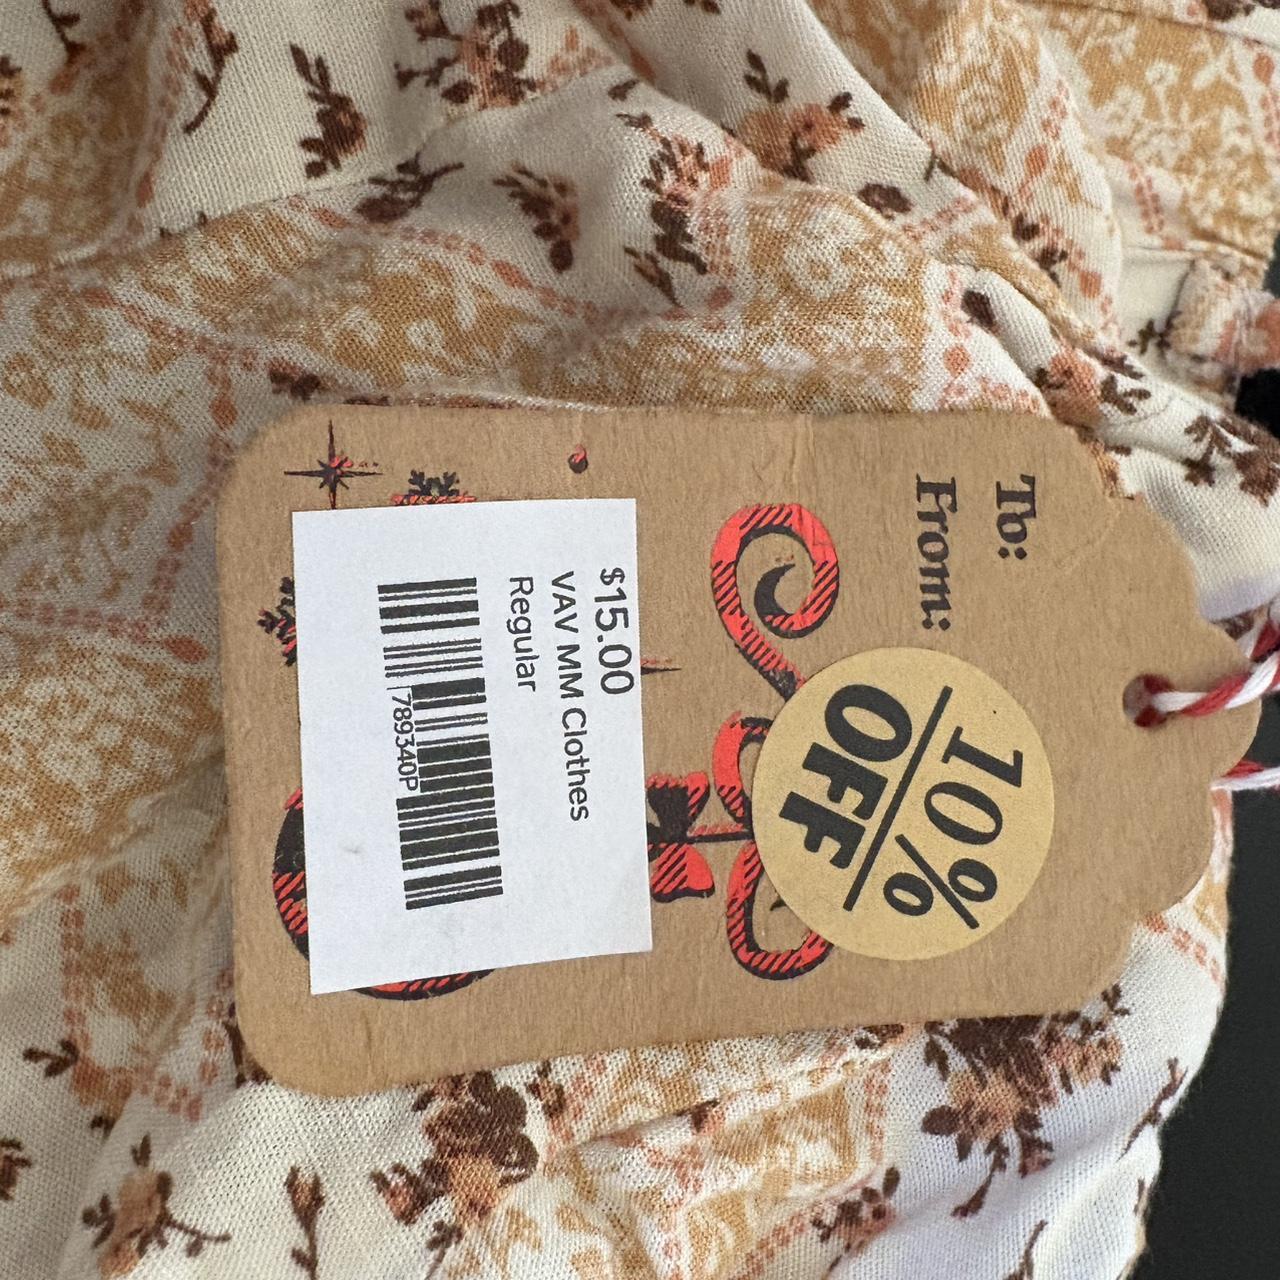 To:
From:
10%
OFF
$15.00
VAV MM Clothes
Regular
789340P